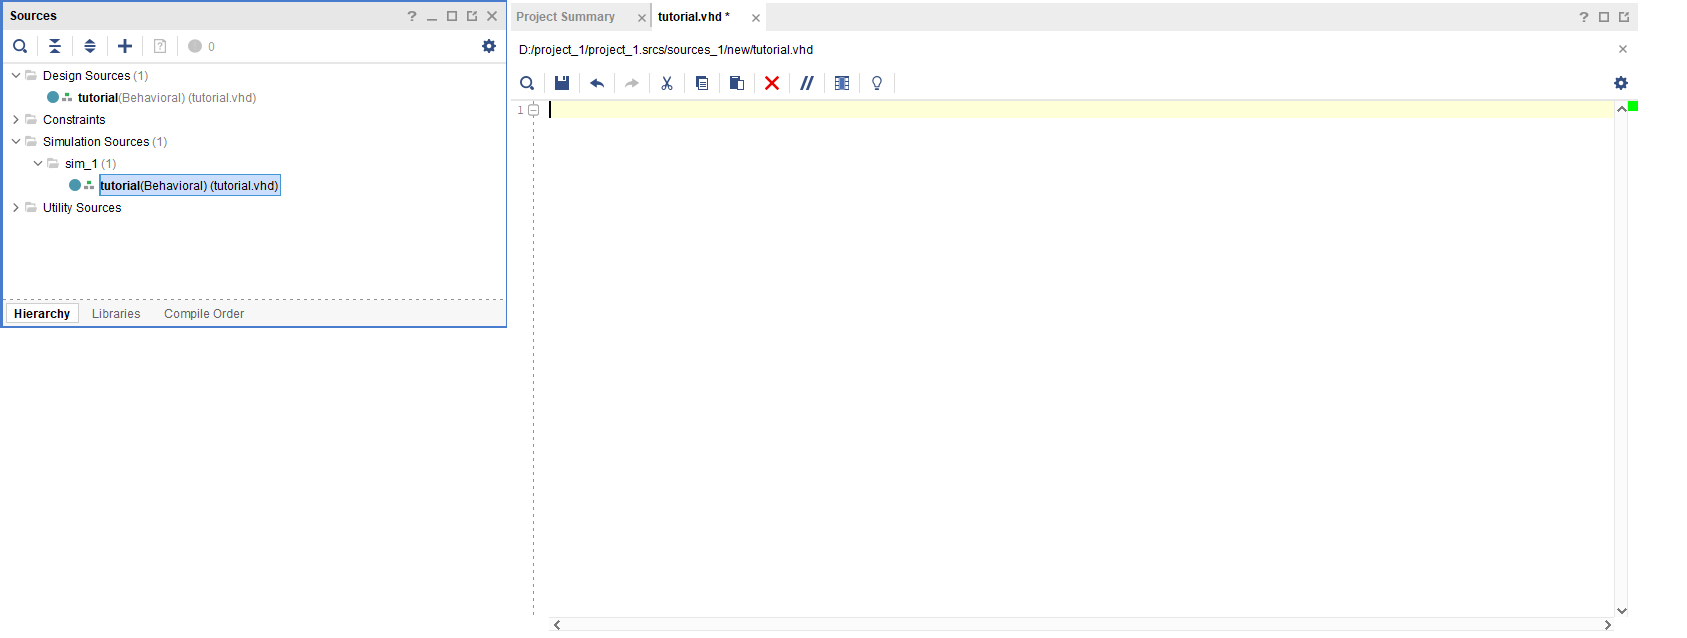 Sources
? 
0
Design Sources (1)
tutorial(Behavioral) (tutorial.vhd)
Constraints
Simulation Sources (1)
sim_1 (1)
tutorial(Behavioral) (tutorial.vhd)
Utility Sources
Hierarchy Libraries Compile Order
Project Summary tutorial.vhd *
?
D:/project_1/project_1.srcs/sources_1/new/tutorial.vhd
//
1